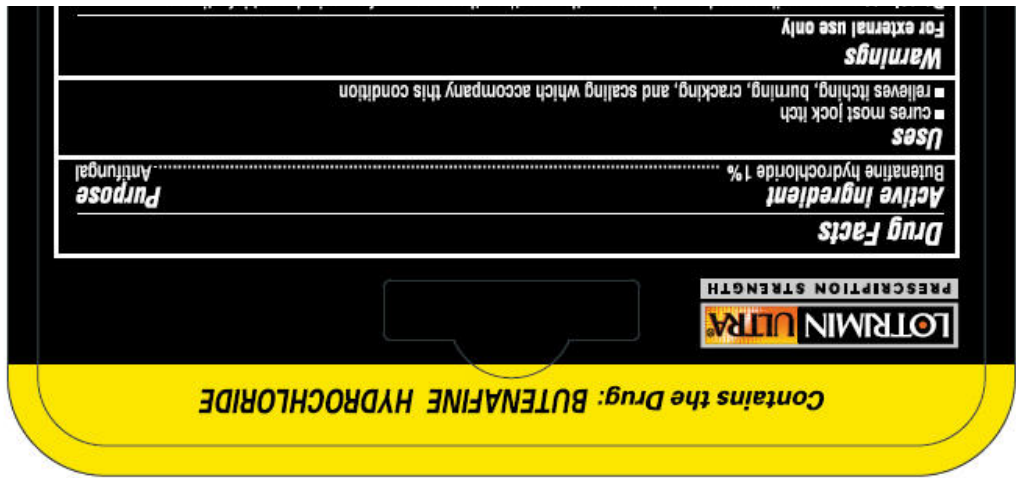 Contains the Drug: BUTENAFINE HYDROCHLORIDE
LOTRIMIN ULTRA®
PRESCRIPTION STRENGTH
Drug Facts
Active Ingredient Purpose
Butenafine hydrochloride 1% ........ Antifungal
Uses
■ cures most jock itch
■ relieves itching, burning, cracking, and scaling which accompany this condition
Warnings
For external use only